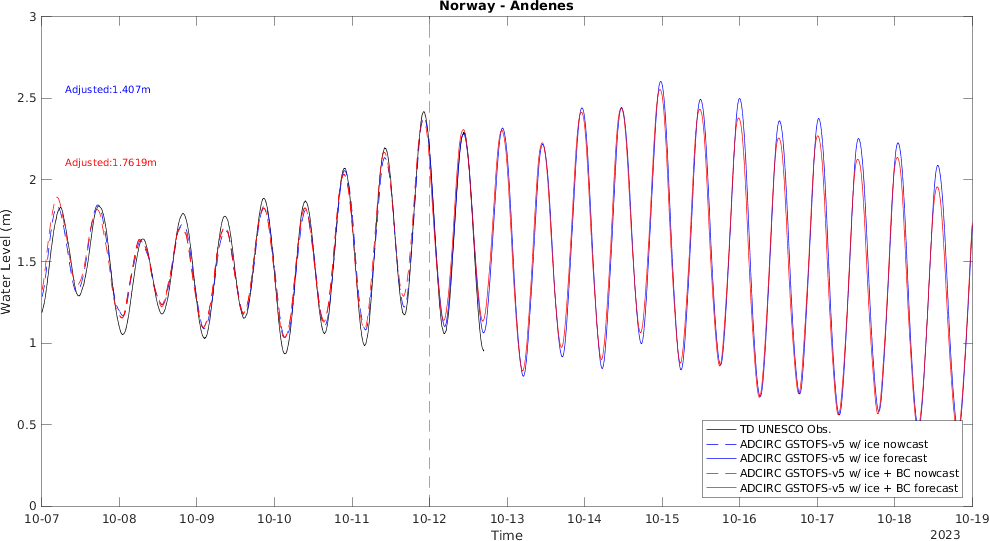 Norway - Andenes
3
2.5
2
1.5
1
0.5
0
Water Level (m)
Adjusted:1.407m
Adjusted:1.7619m
TD UNESCO Obs.
ADCIRC GSTOFS-v5 w/ ice nowcast
ADCIRC GSTOFS-v5 w/ ice forecast
ADCIRC GSTOFS-v5 w/ ice + BC nowcast
ADCIRC GSTOFS-v5 w/ ice + BC forecast
10-07 10-08 10-09 10-10 10-11 10-12 10-13 10-14 10-15 10-16 10-17 10-18 10-19
Time
2023